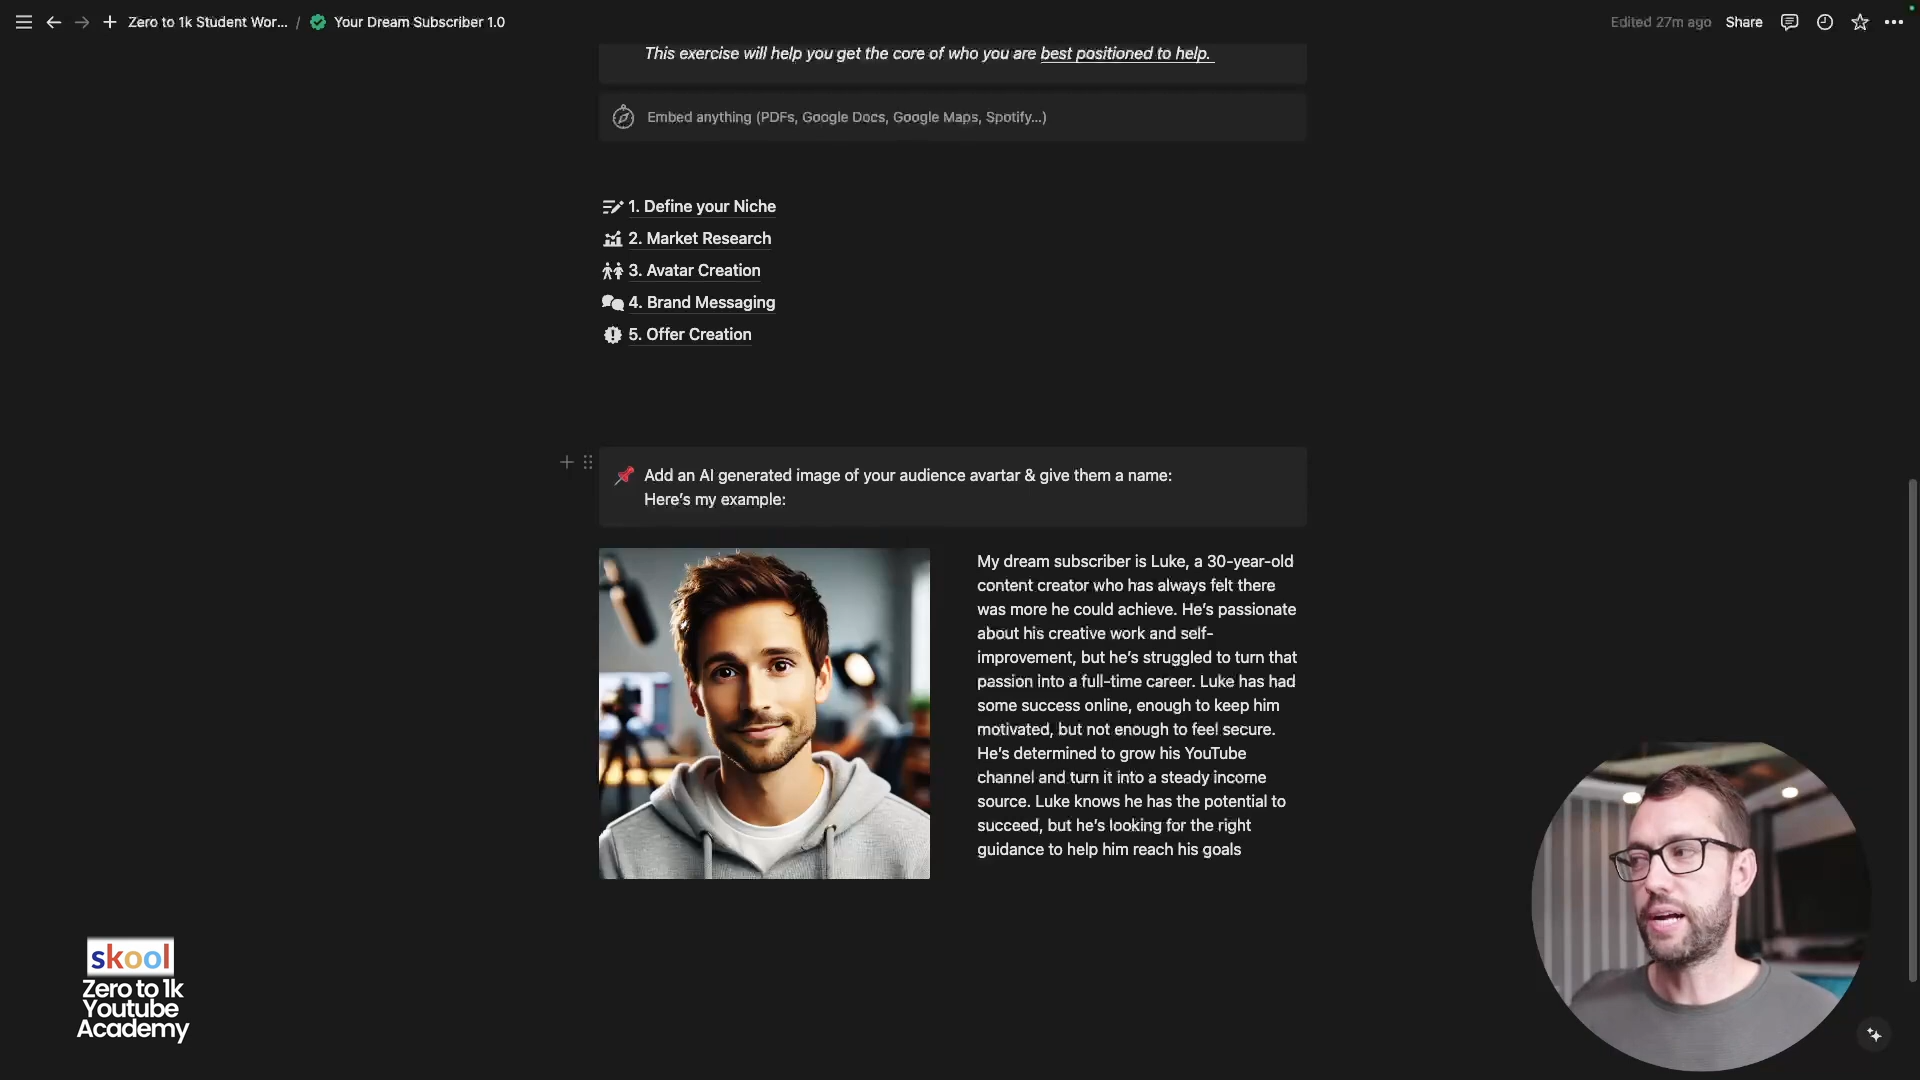 Zero to 1k Student Wor... / Your Dream Subscriber 1.0
Edited 27m ago Share
This exercise will help you get the core of who you are best positioned to help.
Embed anything (PDFs, Google Docs, Google Maps, Spotify...)
1. Define your Niche
2. Market Research
3. Avatar Creation
4. Brand Messaging
5. Offer Creation
Add an AI generated image of your audience avartar & give them a name:
Here's my example:
My dream subscriber is Luke, a 30-year-old
content creator who has always felt there
was more he could achieve. He's passionate
about his creative work and self-
improvement, but he's struggled to turn that
passion into a full-time career. Luke has had
some success online, enough to keep him
motivated, but not enough to feel secure.
He's determined to grow his YouTube
channel and turn it into a steady income
source. Luke knows he has the potential to
succeed, but he's looking for the right
guidance to help him reach his goals
skool
Zero to 1k
Youtube
Academy